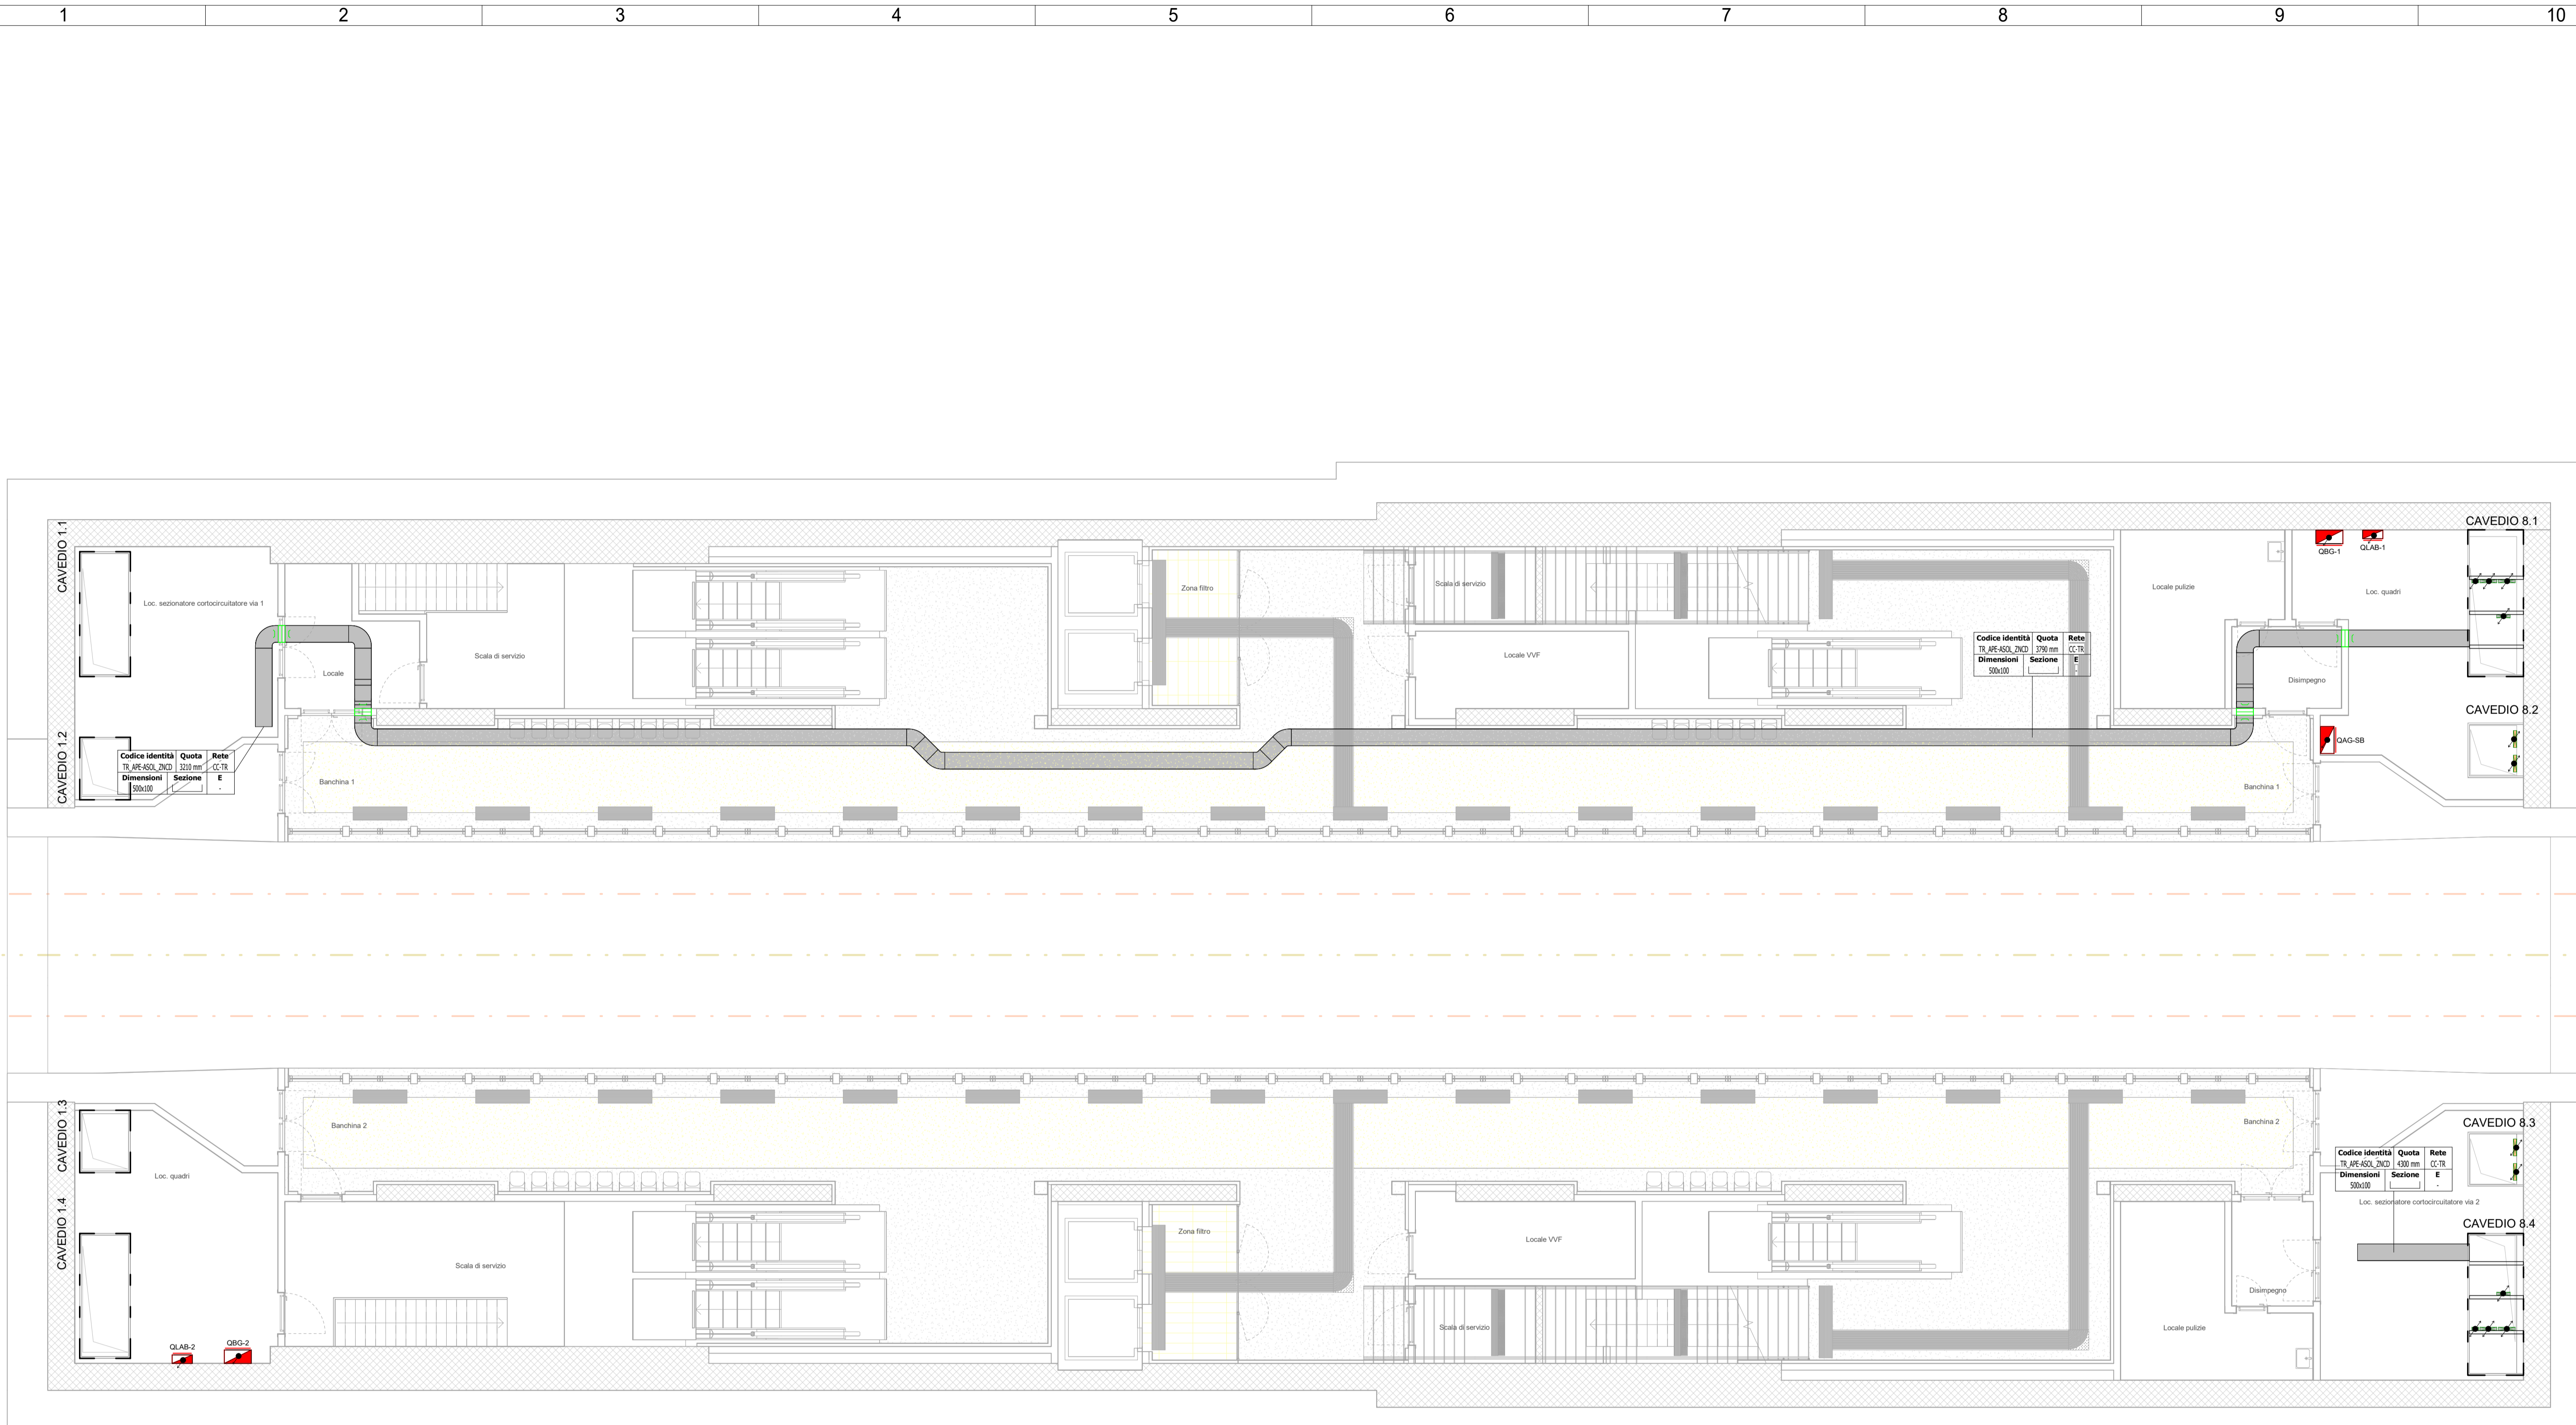 1 2 3 4 5 6 7 8 9 10
CAVEDIO 1.1
CAVEDIO 8.1
QBG-1
QLAB-1
Zona filtro
Scala di servizio
Locale pulizie
Loc. quadri
Loc. sezionatore cortocircuitatore via 1
Scala di servizio
Locale VVF
Codice identità Quota Rete
TR_APE-ASOL_ZNCD 3790 mm CC-TR
Dimensioni Sezione E
500x100 -
Locale
Disimpegno
CAVEDIO 8.2
CAVEDIO 1.2
QAG-SB
Codice identità Quota Rete
TR_APE-ASOL_ZNCD 3210 mm CC-TR
Dimensioni Sezione E
500x100 -
Banchina 1
Banchina 1
CAVEDIO 1.3
Banchina 2
Banchina 2
CAVEDIO 8.3
Loc. quadri
Codice identità Quota Rete
TR_APE-ASOL_ZNCD 4300 mm CC-TR
Dimensioni Sezione E
500x100 -
Loc. sezionatore cortocircuitatore via 2
CAVEDIO 1.4
CAVEDIO 8.4
Zona filtro
Locale VVF
Scala di servizio
Disimpegno
Scala di servizio
Locale pulizie
QLAB-2
QBG-2